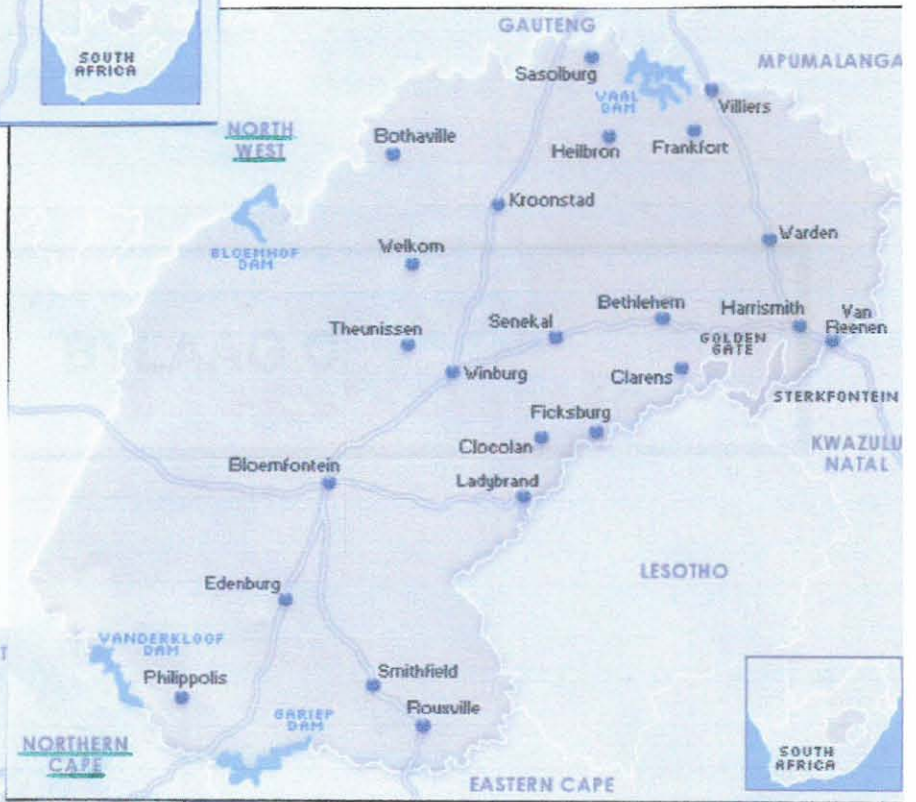 GAUTENG
SOUTH
AFRICA
Sasolburg
MPUMALANGA
VAAL
DAM
Villiers
NORTH
WEST
Bothaville
Heilbron
Frankfort
Kroonstad
Warden
Welkom
BLOEMHOF
DAM
Bethlehem
Harrismith
Van
Reenen
Theunissen
Senekal
GOLDEN
GATE
Winburg
Clarens
STERKFONTEIN
Ficksburg
Clocolan
KWAZULU
NATAL
Bloemfontein
Ladybrand
LESOTHO
Edenburg
VANDERKLOOF
DAM
Philippolis
Smithfield
GARIEP
DAM
Rouxville
NORTHERN
CAPE
SOUTH
AFRICA
EASTERN CAPE